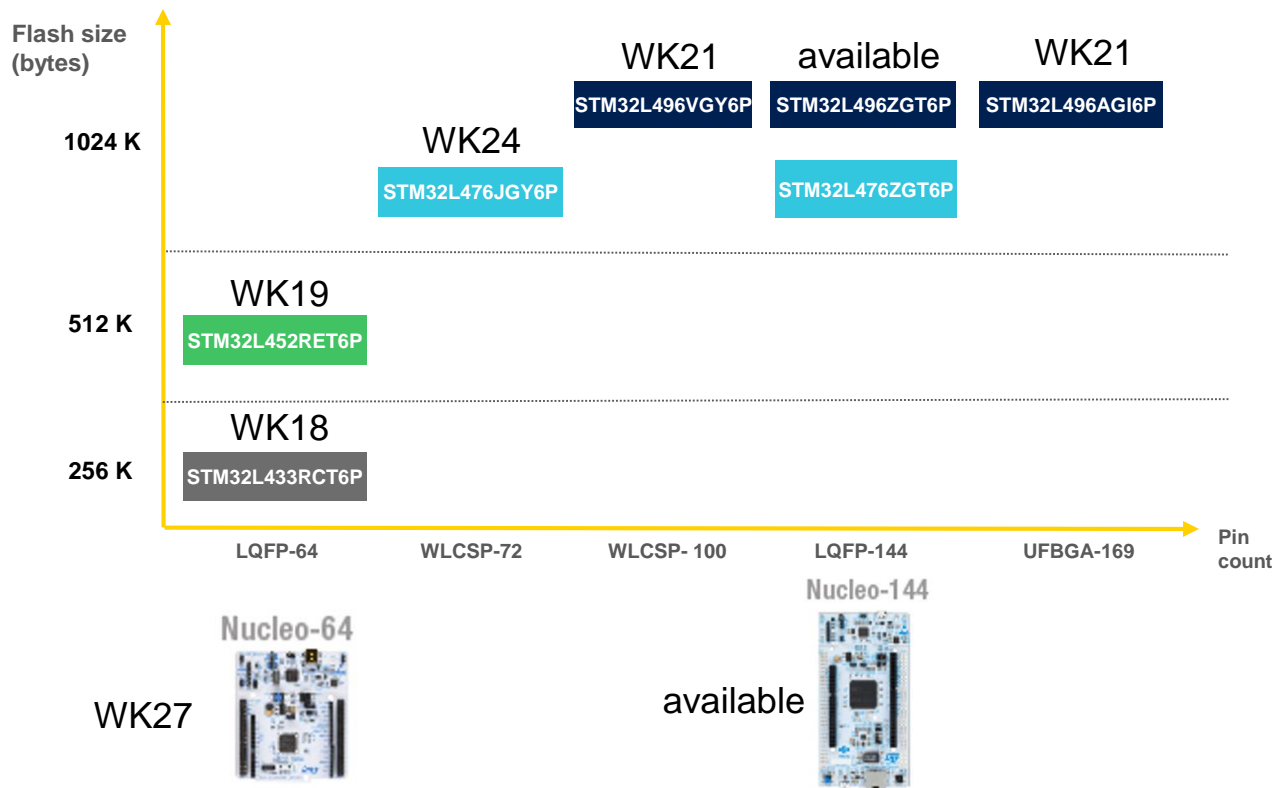 Flash size
(bytes)
WK21
available
WK21
STM32L496VGY6P
STM32L496ZGT6P
STM32L496AGI6P
1024 K
WK24
STM32L476JGY6P
STM32L476ZGT6P
WK19
512 K
STM32L452RET6P
WK18
256 K
STM32L433RCT6P
LQFP-64
WLCSP-72
WLCSP- 100
LQFP-144
UFBGA-169
Pin
count
Nucleo-64
Nucleo-144
WK27
available